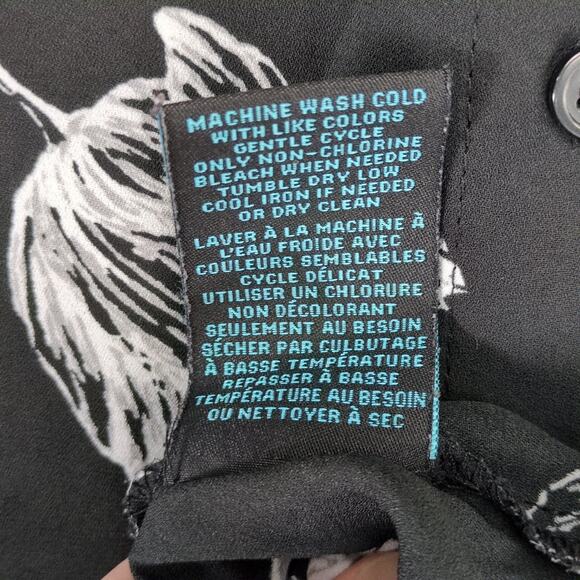 MACHINE WASH COLD
WITH LIKE COLORS
GENTLE CYCLE
ONLY NON-CHLORINE
BLEACH WHEN NEEDED
TUMBLE DRY LOW
COOL IRON IF NEEDED
OR DRY CLEAN
LAVER À LA MACHINE À
L'EAU FROIDE AVEC
COULEURS SEMBLABLES
CYCLE DÉLICAT
UTILISER UN CHLORURE
NON DÉCOLORANT
SEULEMENT AU BESOIN
SÉCHER PAR CULBUTAGE
À BASSE TEMPÉRATURE
REPASSER À BASSE
TEMPÉRATURE AU BESOIN
OU NETTOYER À SEC